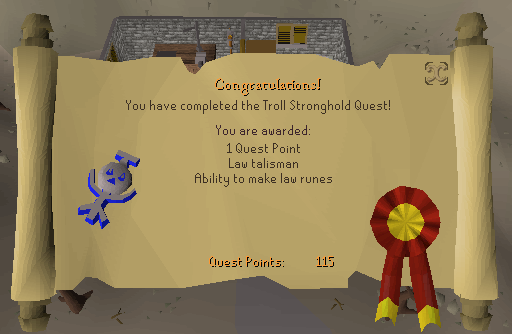 Congratulations!
You have completed the Troll Stronghold Quest!
You are awarded:
1 Quest Point
Law talisman
Ability to make law runes
Quest Points: 115